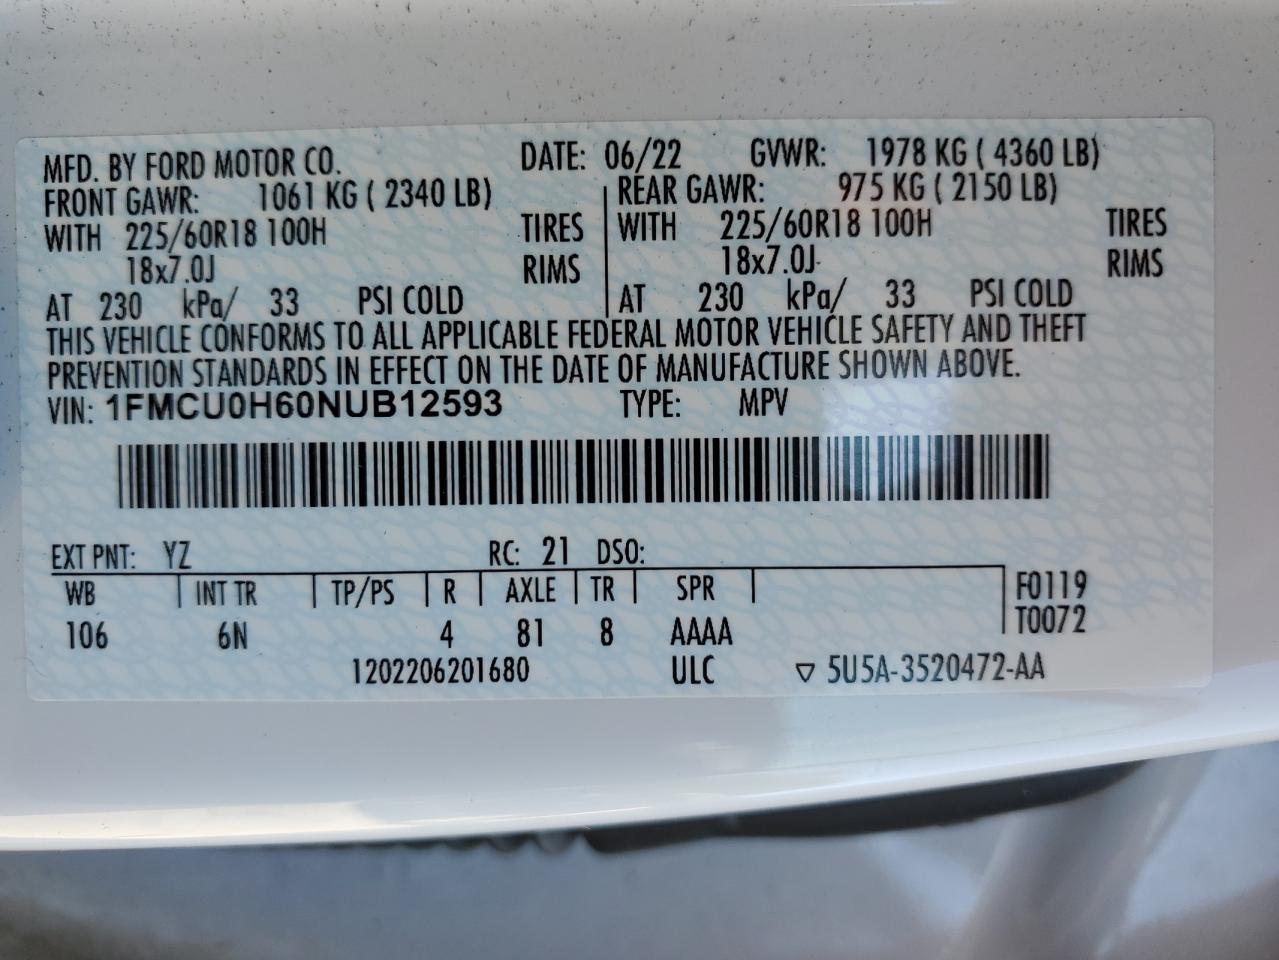 MFD. BY FORD MOTOR CO. DATE: 06/22 GVWR: 1978 KG ( 4360 LB)
FRONT GAWR: 1061 KG ( 2340 LB) REAR GAWR: 975 KG ( 2150 LB)
WITH 225/60R18 100H TIRES WITH 225/60R18 100H TIRES
18x7.0J RIMS 18x7.0J RIMS
AT 230 kPa/ 33 PSI COLD AT 230 kPa/ 33 PSI COLD
THIS VEHICLE CONFORMS TO ALL APPLICABLE FEDERAL MOTOR VEHICLE SAFETY AND THEFT
PREVENTION STANDARDS IN EFFECT ON THE DATE OF MANUFACTURE SHOWN ABOVE.
VIN: 1FMCU0H60NUB12593 TYPE: MPV
EXT PNT: YZ RC: 21 DSO:
WB INT TR TP/PS R AXLE TR SPR F0119
106 6N 4 81 8 AAAA T0072
1202206201680 ULC ▽ 5U5A-3520472-AA